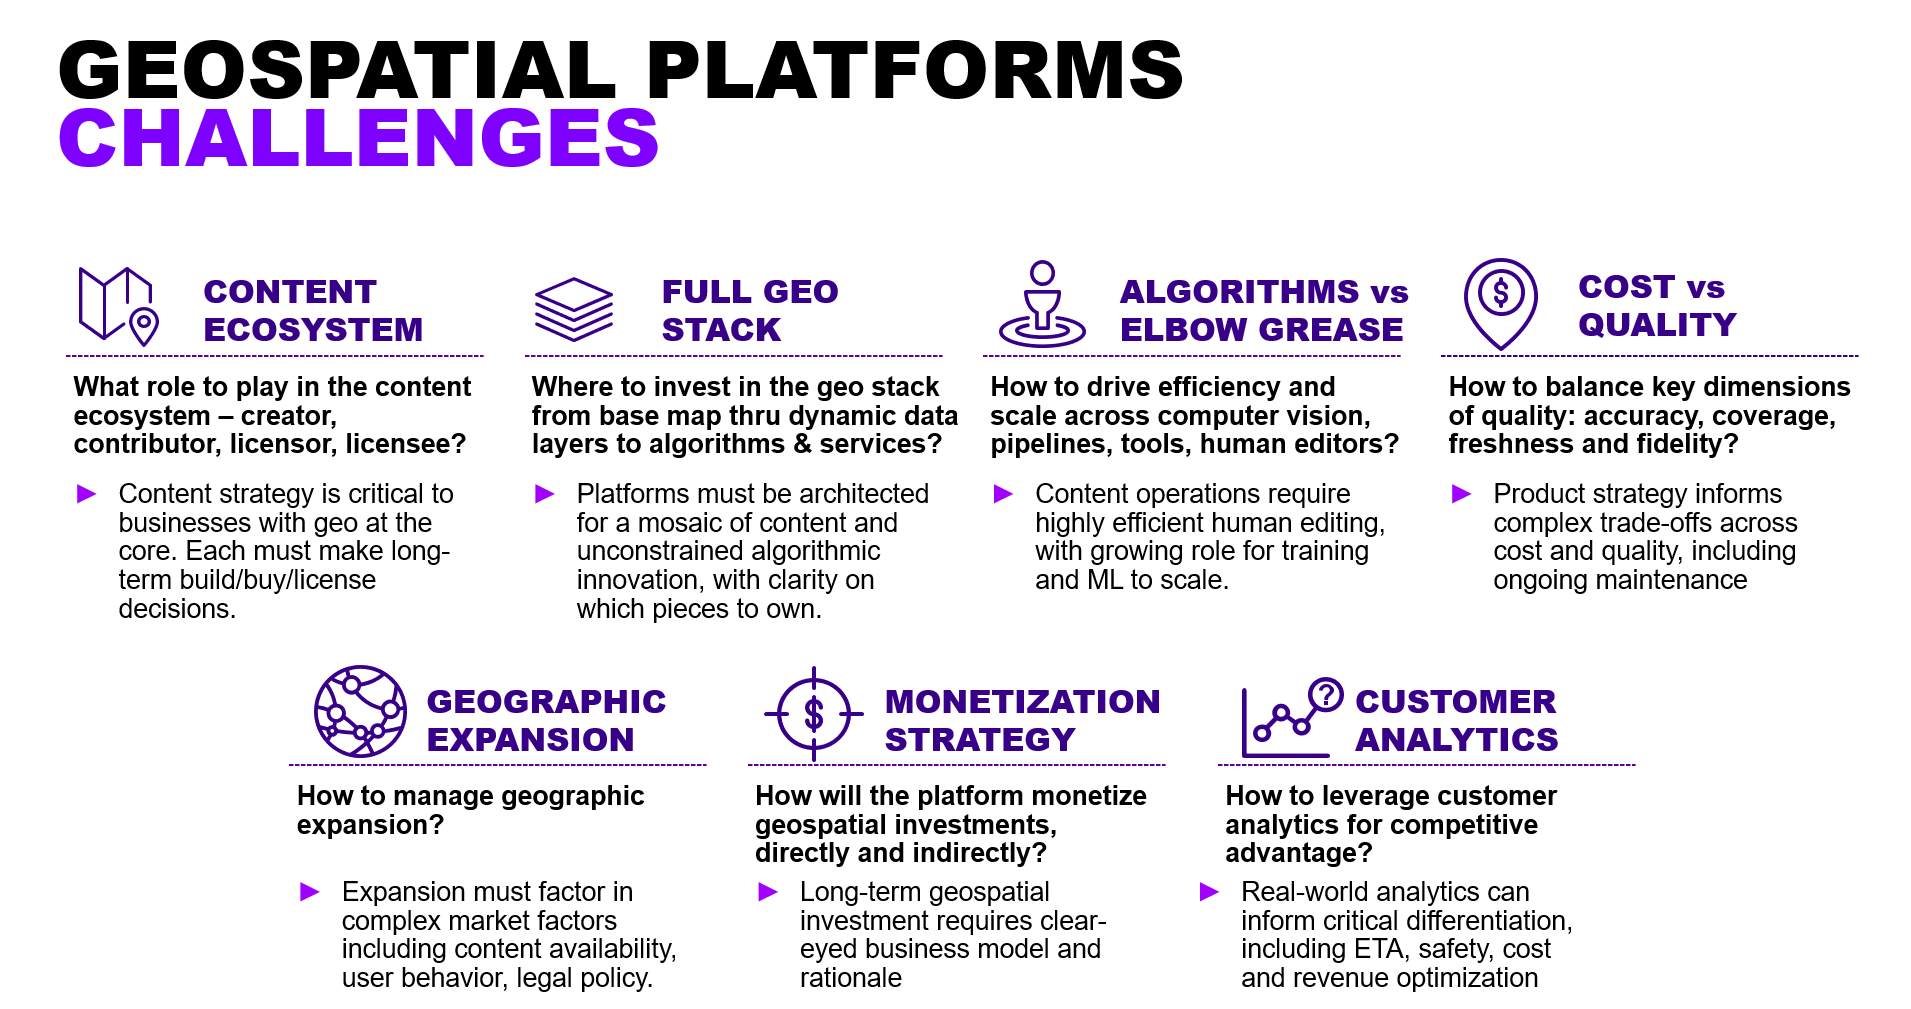 GEOSPATIAL PLATFORMS
CHALLENGES
CONTENT
ECOSYSTEM
What role to play in the content
ecosystem – creator,
contributor, licensor, licensee?
► Content strategy is critical to
businesses with geo at the
core. Each must make long-
term build/buy/license
decisions.
FULL GEO
STACK
Where to invest in the geo stack
from base map thru dynamic data
layers to algorithms & services?
► Platforms must be architected
for a mosaic of content and
unconstrained algorithmic
innovation, with clarity on
which pieces to own.
ALGORITHMS vs
ELBOW GREASE
How to drive efficiency and
scale across computer vision,
pipelines, tools, human editors?
► Content operations require
highly efficient human editing,
with growing role for training
and ML to scale.
$
COST vs
QUALITY
How to balance key dimensions
of quality: accuracy, coverage,
freshness and fidelity?
► Product strategy informs
complex trade-offs across
cost and quality, including
ongoing maintenance
GEOGRAPHIC
EXPANSION
How to manage geographic
expansion?
► Expansion must factor in
complex market factors
including content availability,
user behavior, legal policy.
$
MONETIZATION
STRATEGY
How will the platform monetize
geospatial investments,
directly and indirectly?
► Long-term geospatial
investment requires clear-
eyed business model and
rationale
?
CUSTOMER
ANALYTICS
How to leverage customer
analytics for competitive
advantage?
► Real-world analytics can
inform critical differentiation,
including ETA, safety, cost
and revenue optimization